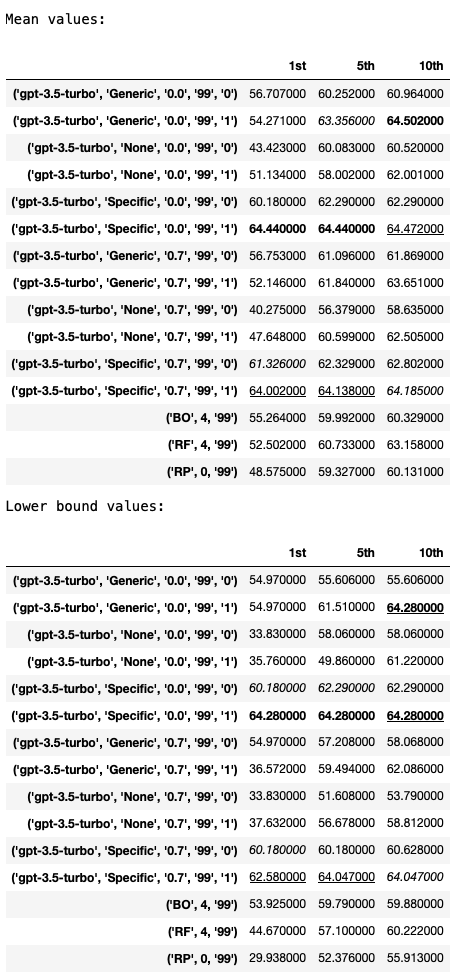 Mean values:
1st 5th 10th
('gpt-3.5-turbo', 'Generic', '0.0', '99', '0') 56.707000 60.252000 60.964000
('gpt-3.5-turbo', 'Generic', '0.0', '99', '1') 54.271000 63.356000 64.502000
('gpt-3.5-turbo', 'None', '0.0', '99', '0') 43.423000 60.083000 60.520000
('gpt-3.5-turbo', 'None', '0.0', '99', '1') 51.134000 58.002000 62.001000
('gpt-3.5-turbo', 'Specific', '0.0', '99', '0') 60.180000 62.290000 62.290000
('gpt-3.5-turbo', 'Specific', '0.0', '99', '1') 64.440000 64.440000 64.472000
('gpt-3.5-turbo', 'Generic', '0.7', '99', '0') 56.753000 61.096000 61.869000
('gpt-3.5-turbo', 'Generic', '0.7', '99', '1') 52.146000 61.840000 63.651000
('gpt-3.5-turbo', 'None', '0.7', '99', '0') 40.275000 56.379000 58.635000
('gpt-3.5-turbo', 'None', '0.7', '99', '1') 47.648000 60.599000 62.505000
('gpt-3.5-turbo', 'Specific', '0.7', '99', '0') 61.326000 62.329000 62.802000
('gpt-3.5-turbo', 'Specific', '0.7', '99', '1') 64.002000 64.138000 64.185000
('BO', 4, '99') 55.264000 59.992000 60.329000
('RF', 4, '99') 52.502000 60.733000 63.158000
('RP', 0, '99') 48.575000 59.327000 60.131000
Lower bound values:
1st 5th 10th
('gpt-3.5-turbo', 'Generic', '0.0', '99', '0') 54.970000 55.606000 55.606000
('gpt-3.5-turbo', 'Generic', '0.0', '99', '1') 54.970000 61.510000 64.280000
('gpt-3.5-turbo', 'None', '0.0', '99', '0') 33.830000 58.060000 58.060000
('gpt-3.5-turbo', 'None', '0.0', '99', '1') 35.760000 49.860000 61.220000
('gpt-3.5-turbo', 'Specific', '0.0', '99', '0') 60.180000 62.290000 62.290000
('gpt-3.5-turbo', 'Specific', '0.0', '99', '1') 64.280000 64.280000 64.280000
('gpt-3.5-turbo', 'Generic', '0.7', '99', '0') 54.970000 57.208000 58.068000
('gpt-3.5-turbo', 'Generic', '0.7', '99', '1') 36.572000 59.494000 62.086000
('gpt-3.5-turbo', 'None', '0.7', '99', '0') 33.830000 51.608000 53.790000
('gpt-3.5-turbo', 'None', '0.7', '99', '1') 37.632000 56.678000 58.812000
('gpt-3.5-turbo', 'Specific', '0.7', '99', '0') 60.180000 60.180000 60.628000
('gpt-3.5-turbo', 'Specific', '0.7', '99', '1') 62.580000 64.047000 64.047000
('BO', 4, '99') 53.925000 59.790000 59.880000
('RF', 4, '99') 44.670000 57.100000 60.222000
('RP', 0, '99') 29.938000 52.376000 55.913000